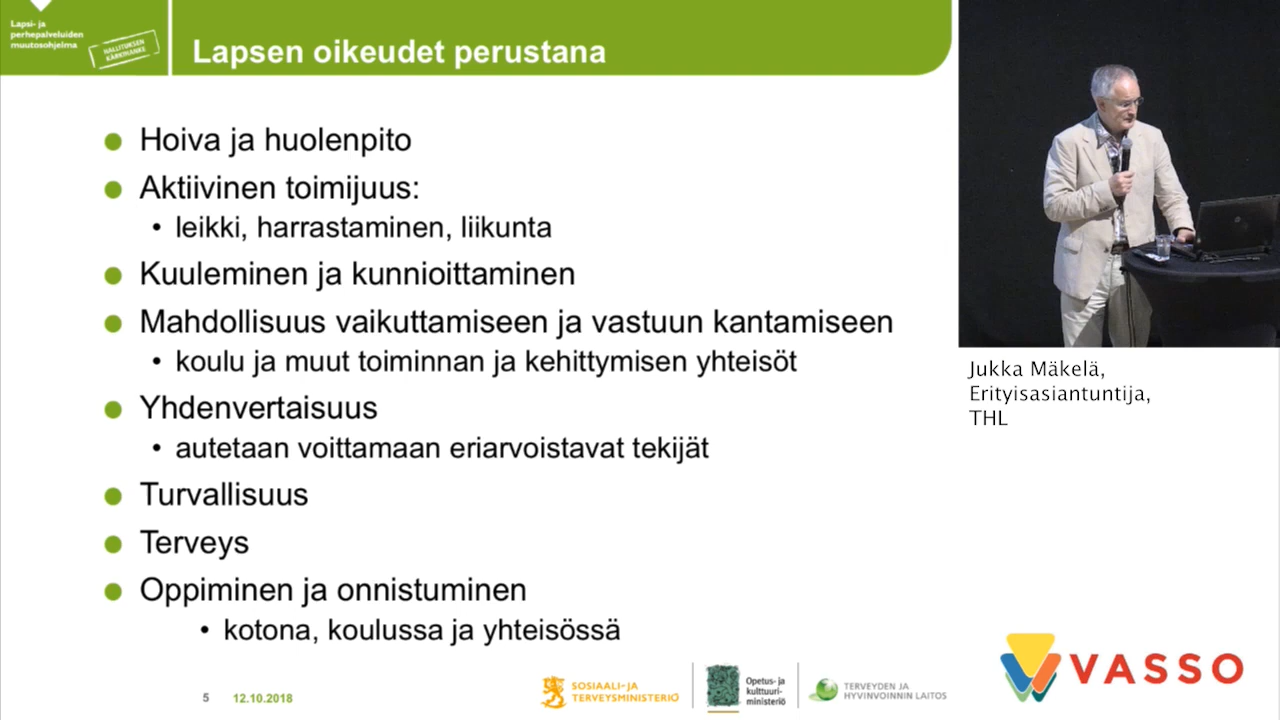 Lapsi- ja
perhepalveluiden
muutosohjelma
HALLITUKSEN
KÄRKIHANKE
Lapsen oikeudet perustana
Hoiva ja huolenpito
Aktiivinen toimijuus:
leikki, harrastaminen, liikunta
Kuuleminen ja kunnioittaminen
Mahdollisuus vaikuttamiseen ja vastuun kantamiseen
koulu ja muut toiminnan ja kehittymisen yhteisöt
Yhdenvertaisuus
autetaan voittamaan eriarvoistavat tekijät
Turvallisuus
Terveys
Oppiminen ja onnistuminen
kotona, koulussa ja yhteisössä
Jukka Mäkelä,
Erityisasiantuntija,
THL
5 12.10.2018
SOSIAALI- JA
TERVEYSMINISTERIÖ
Opetus- ja
kulttuuri-
ministeriö
TERVEYDEN JA
HYVINVOINNIN LAITOS
VASSO